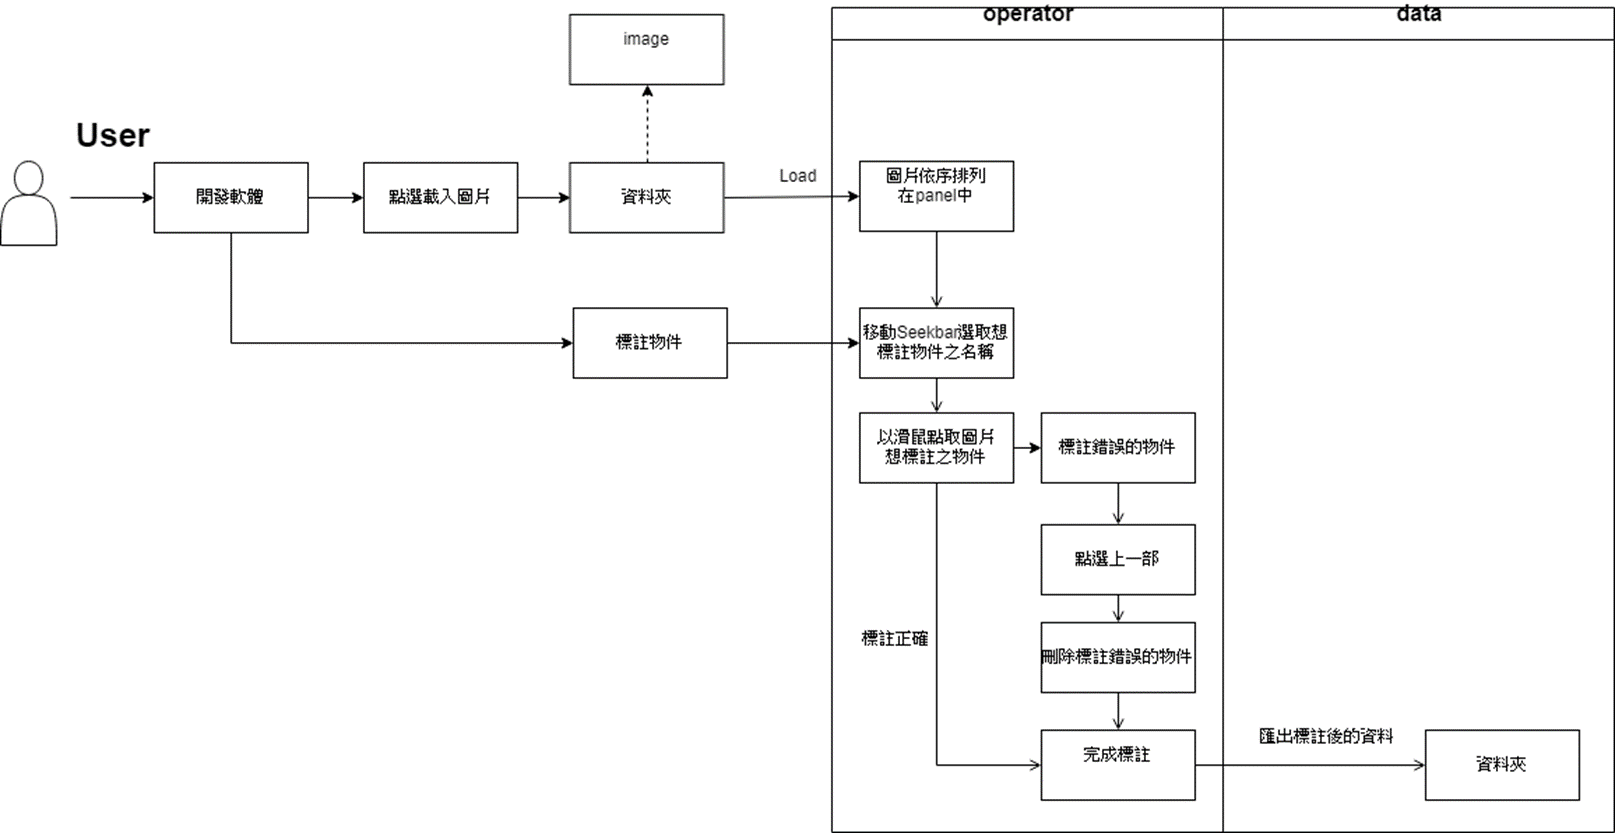 operator
data
image
User
開發軟體
點選載入圖片
資料夾
Load
圖片依序排列
在panel中
標註物件
移動Seekbar選取想
標註物件之名稱
以滑鼠點取圖片
想標註之物件
標註錯誤的物件
點選上一部
標註正確
刪除標註錯誤的物件
完成標註
匯出標註後的資料
資料夾